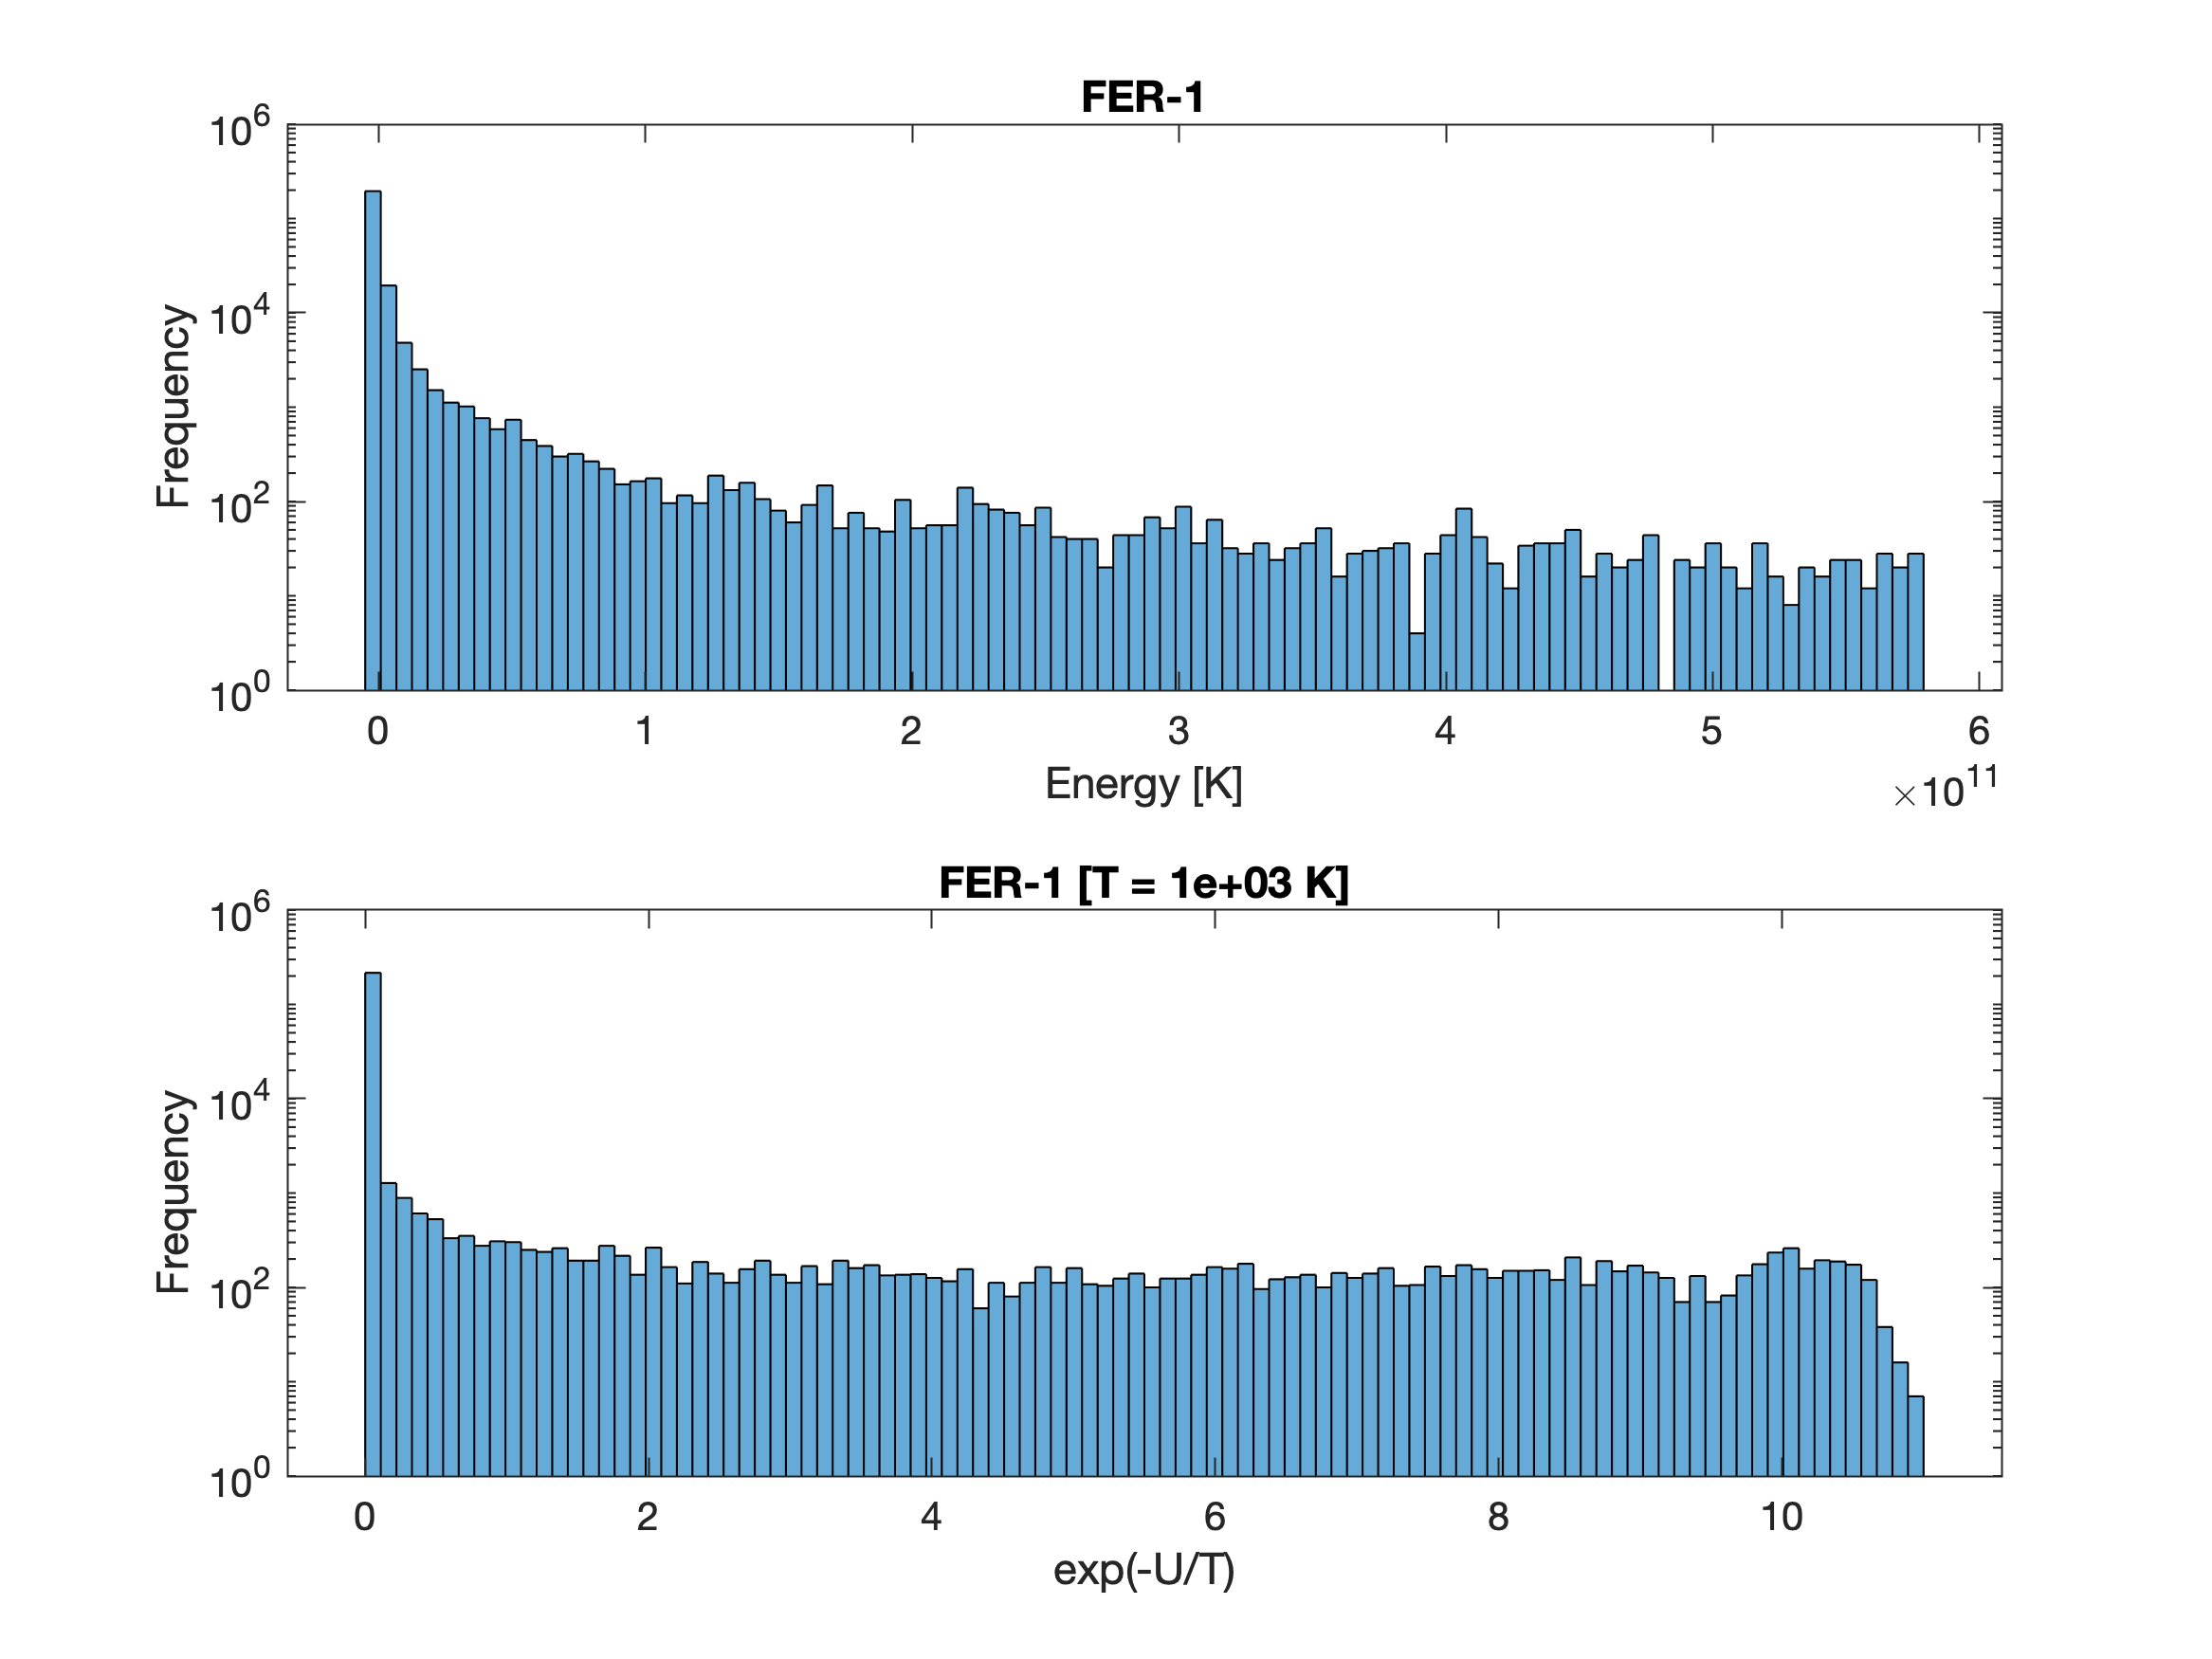 FER-1
10^6
10^4
10^2
10^0
Frequency
0 1 2 3 4 5 6
Energy [K]
×10^11
FER-1 [T = 1e+03 K]
10^6
10^4
10^2
10^0
Frequency
0 2 4 6 8 10
exp(-U/T)